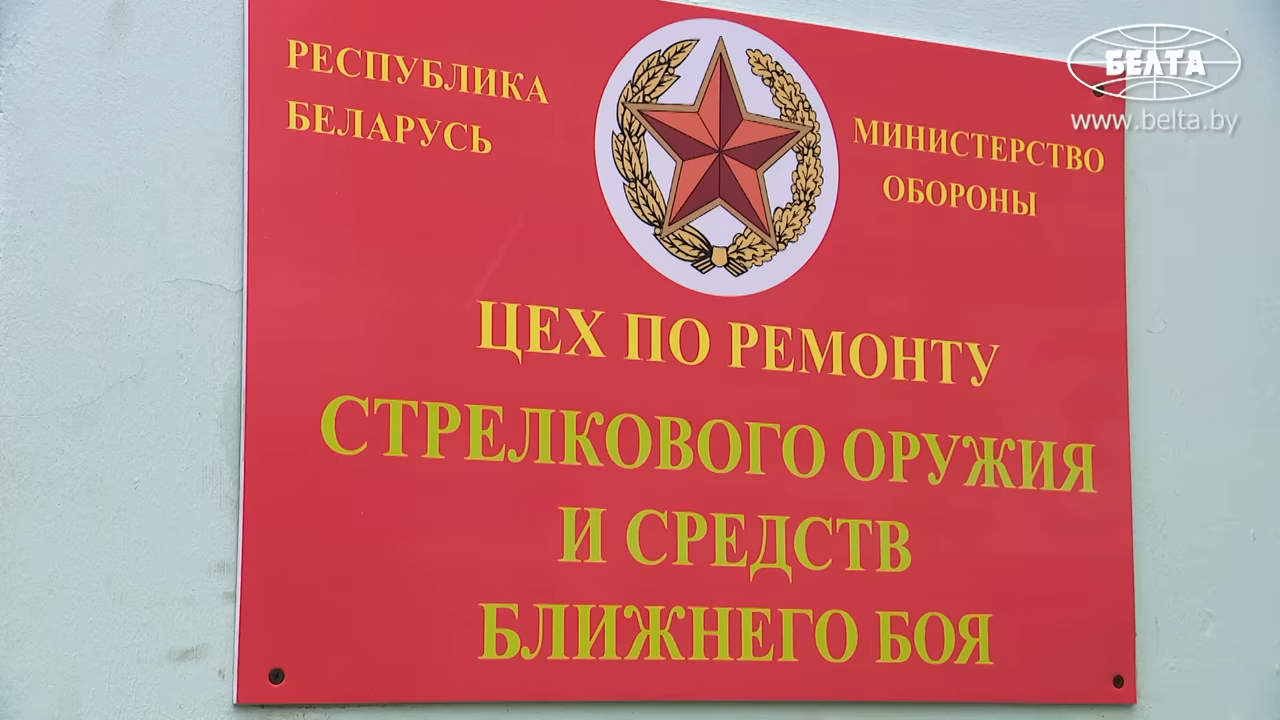 РЕСПУБЛИКА
БЕЛАРУСЬ
МИНИСТЕРСТВО
ОБОРОНЫ
ЦЕХ ПО РЕМОНТУ
СТРЕЛКОВОГО ОРУЖИЯ
И СРЕДСТВ
БЛИЖНЕГО БОЯ
БЕЛТА
www.belta.by